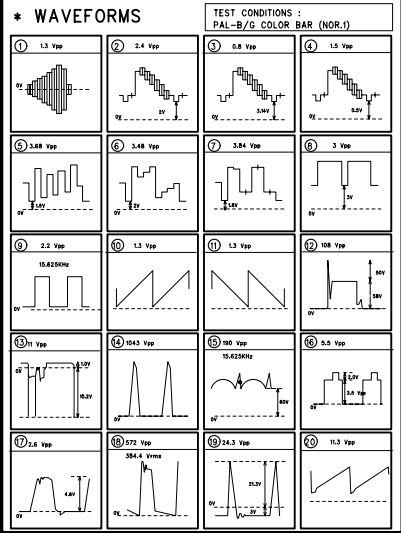 * WAVEFORMS
TEST CONDITIONS :
PAL-B/G COLOR BAR (NOR.1)
1 1.3 Vpp
0V
2 2.4 Vpp
2V
0V
3 0.8 Vpp
3.14V
0V
4 1.5 Vpp
0.5V
0V
5 3.68 Vpp
1.8V
0V
6 3.48 Vpp
2V
0V
7 3.84 Vpp
1.8V
0V
8 3 Vpp
3V
0V
9 2.2 Vpp
15.625KHz
0V
10 1.3 Vpp
11 1.3 Vpp
12 108 Vpp
50V
58V
0V
13 11 Vpp
1.0V
0V
10.2V
14 1043 Vpp
0V
15 190 Vpp
15.625KHz
60V
0V
16 5.5 Vpp
2.0V
3.5 Vpp
0V
17 2.6 Vpp
4.6V
0V
18 572 Vpp
384.4 Vrms
0V
19 24.3 Vpp
21.3V
0V
3V
20 11.3 Vpp